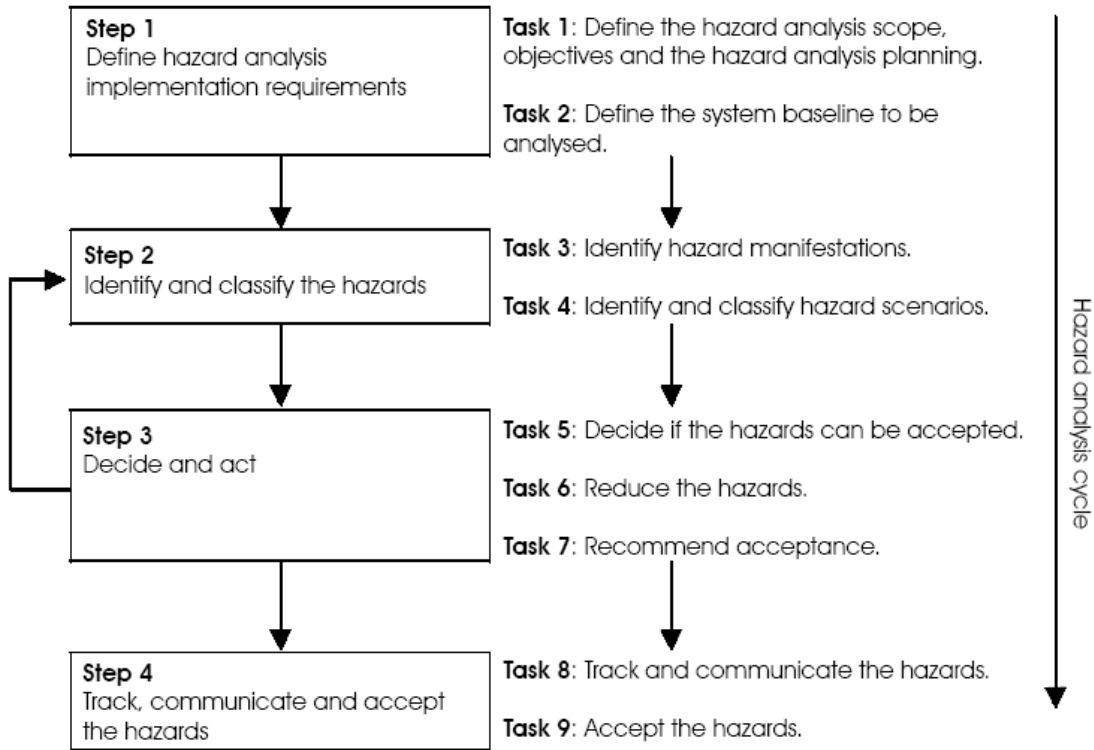 Step 1
Define hazard analysis
implementation requirements
Task 1: Define the hazard analysis scope,
objectives and the hazard analysis planning.
Task 2: Define the system baseline to be
analysed.
Step 2
Identify and classify the hazards
Task 3: Identify hazard manifestations.
Task 4: Identify and classify hazard scenarios.
Step 3
Decide and act
Task 5: Decide if the hazards can be accepted.
Task 6: Reduce the hazards.
Task 7: Recommend acceptance.
Step 4
Track, communicate and accept
the hazards
Task 8: Track and communicate the hazards.
Task 9: Accept the hazards.
Hazard analysis cycle